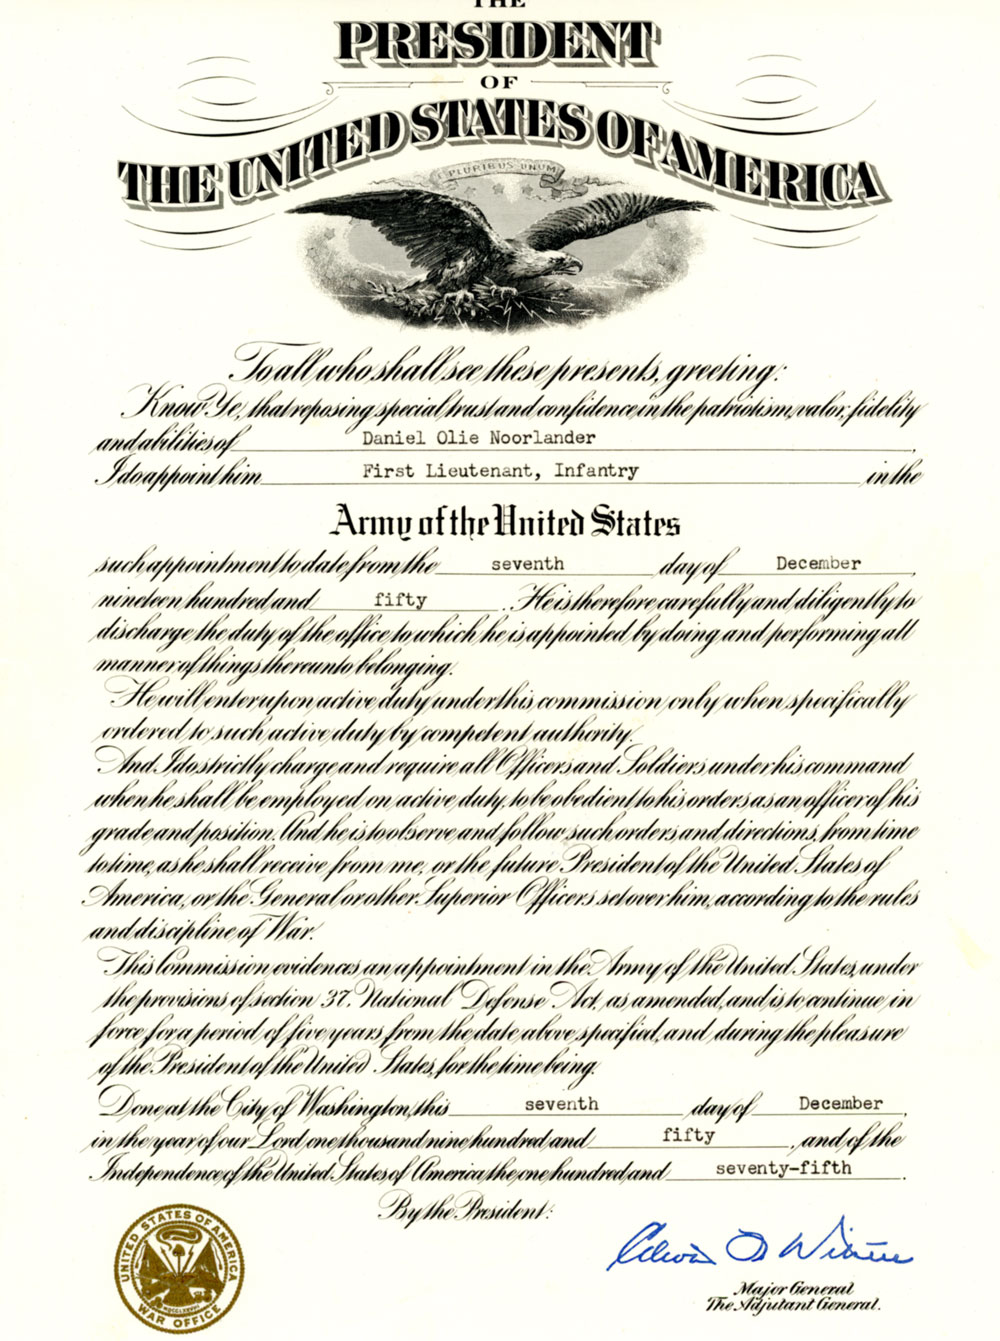 THE
PRESIDENT
OF
THE UNITED STATES OF AMERICA
PLURIBUS UNUM
To all who shall see these presents, greeting:
Know Ye, that reposing special trust and confidence in the patriotism, valor, fidelity
and abilities of Daniel Olie Noorlander,
I do appoint him First Lieutenant, Infantry in the
Army of the United States
such appointment to date from the seventh day of December,
nineteen hundred and fifty. He is therefore carefully and diligently to
discharge the duty of the office to which he is appointed by doing and performing all
manner of things thereunto belonging.
He will enter upon active duty under this commission only when specifically
ordered to such active duty by competent authority.
And I do strictly charge and require all Officers and Soldiers under his command
when he shall be employed on active duty, to be obedient to his orders as an officer of his
grade and position. And he is to observe and follow such orders and directions, from time
to time, as he shall receive from me, or the future President of the United States of
America, or the General or other Superior Officers set over him, according to the rules
and discipline of War.
This Commission evidences an appointment in the Army of the United States, under
the provisions of section 37, National Defense Act, as amended, and is to continue in
force for a period of five years from the date above specified, and during the pleasure
of the President of the United States, for the time being.
Done at the City of Washington, this seventh day of December,
in the year of our Lord one thousand nine hundred and fifty, and of the
Independence of the United States of America the one hundred and seventy-fifth.
By the President:
UNITED STATES OF AMERICA
WAR OFFICE
Major General
The Adjutant General.